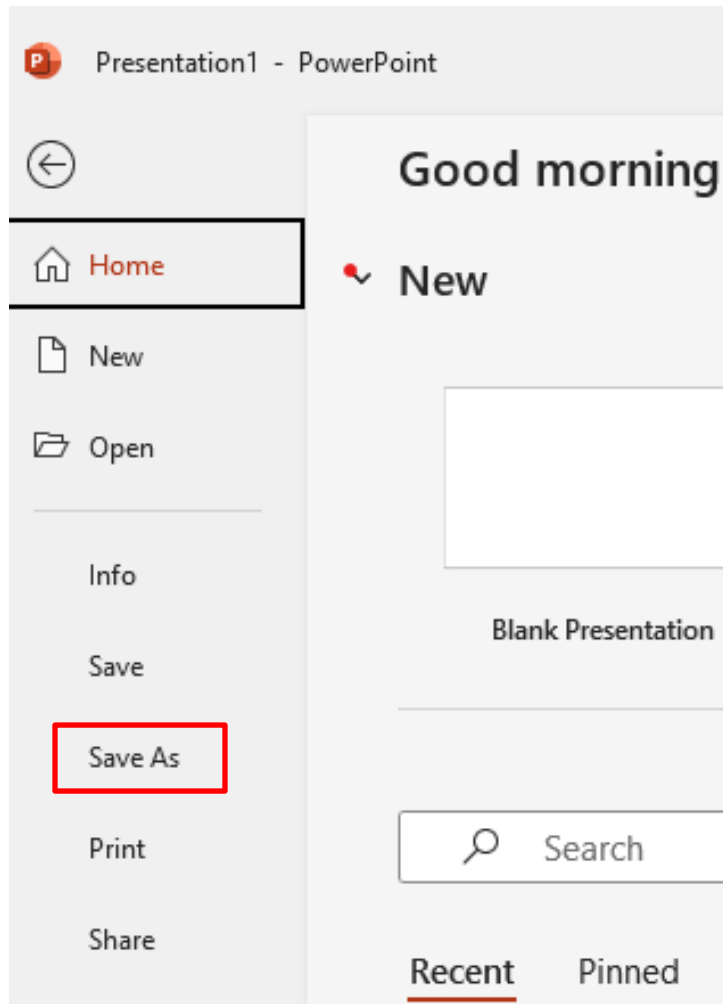 Presentation1 - PowerPoint
Good morning
Home
New
New
Open
Info
Save
Blank Presentation
Save As
Print
Search
Share
Recent Pinned